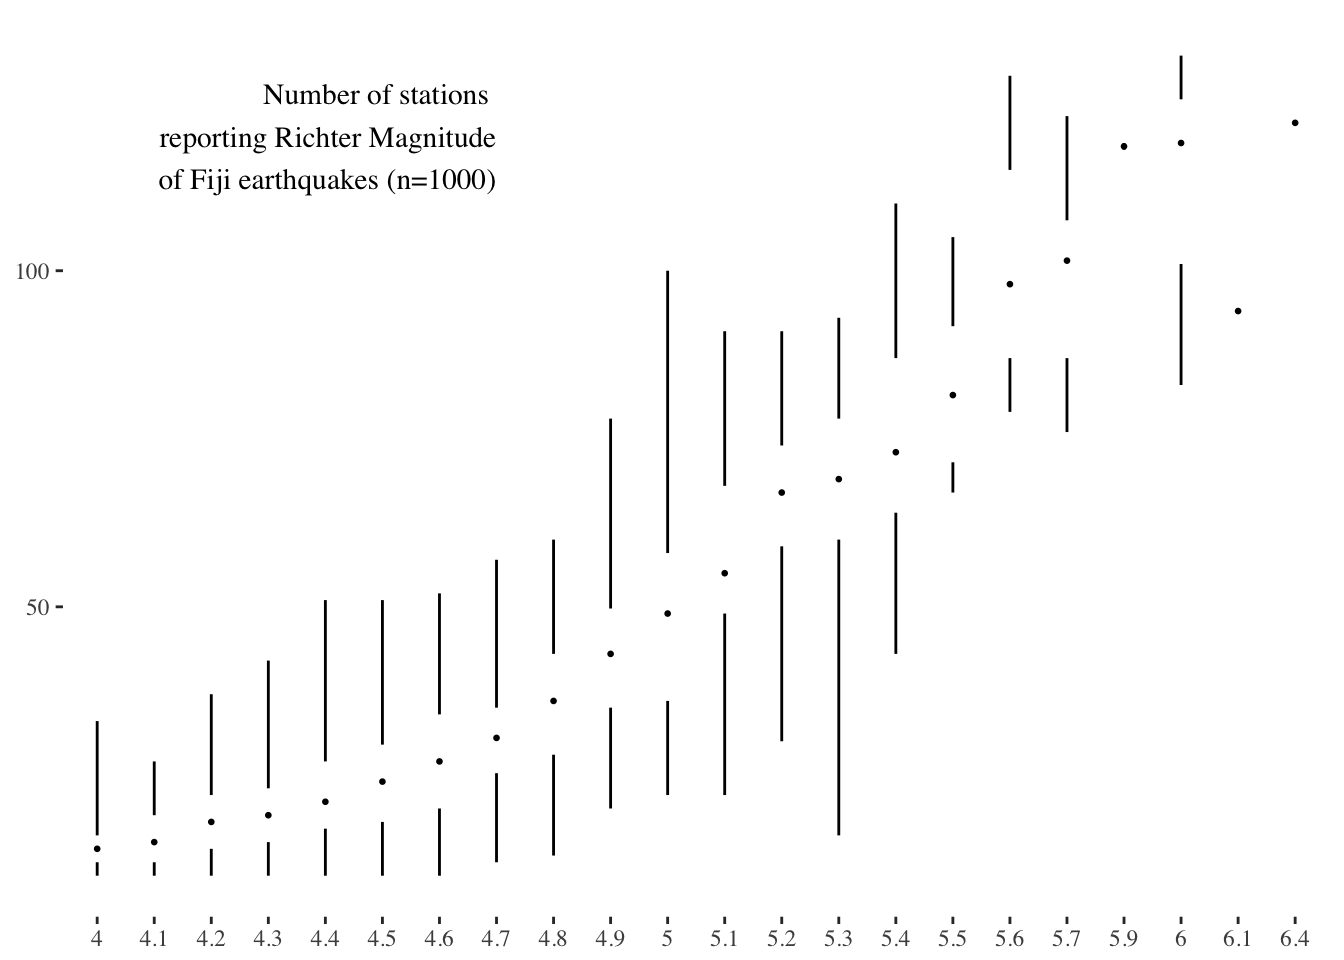 Number of stations
reporting Richter Magnitude
of Fiji earthquakes (n=1000)
100
50
4 4.1 4.2 4.3 4.4 4.5 4.6 4.7 4.8 4.9 5 5.1 5.2 5.3 5.4 5.5 5.6 5.7 5.9 6 6.1 6.4